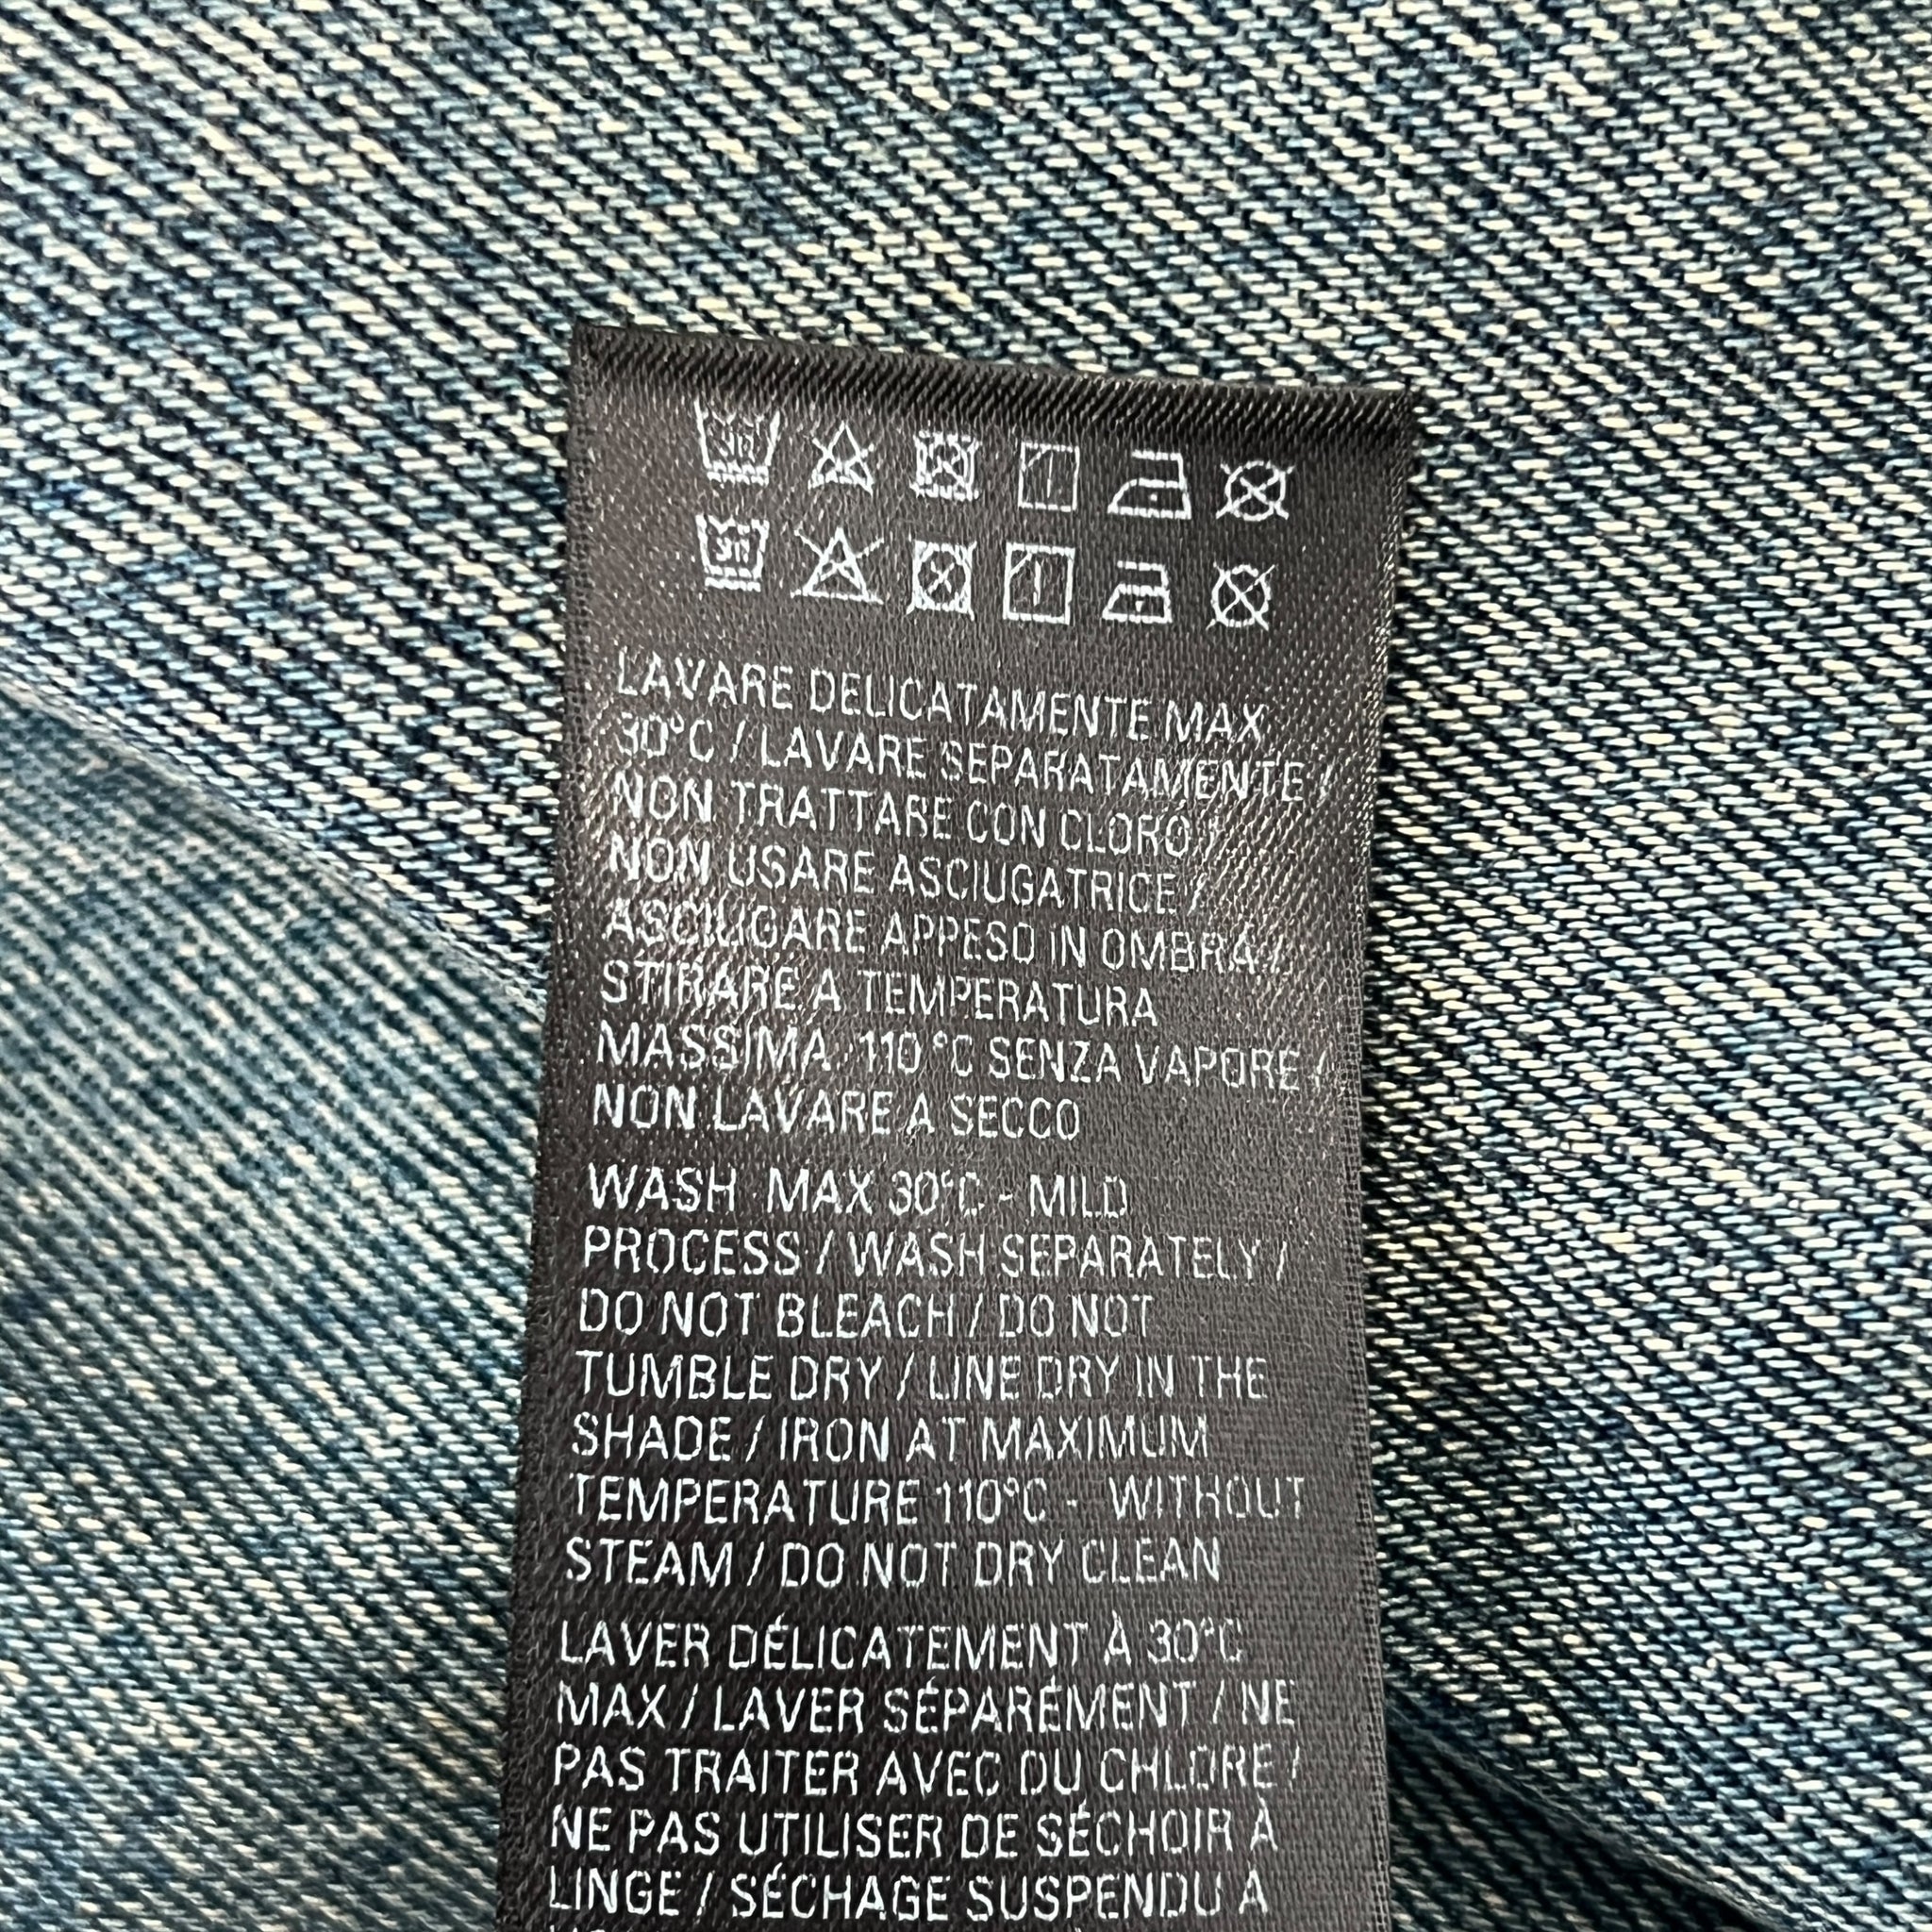 30
30
LAVARE DELICATAMENTE MAX
30°C / LAVARE SEPARATAMENTE /
NON TRATTARE CON CLORO /
NON USARE ASCIUGATRICE /
ASCIUGARE APPESO IN OMBRA /
STIRARE A TEMPERATURA
MASSIMA 110 °C SENZA VAPORE /
NON LAVARE A SECCO
WASH MAX 30°C - MILD
PROCESS / WASH SEPARATELY /
DO NOT BLEACH / DO NOT
TUMBLE DRY / LINE DRY IN THE
SHADE / IRON AT MAXIMUM
TEMPERATURE 110°C - WITHOUT
STEAM / DO NOT DRY CLEAN
LAVER DÉLICATEMENT À 30°C
MAX / LAVER SÉPARÉMENT / NE
PAS TRAITER AVEC DU CHLORE /
NE PAS UTILISER DE SÉCHOIR À
LINGE / SÉCHAGE SUSPENDU À